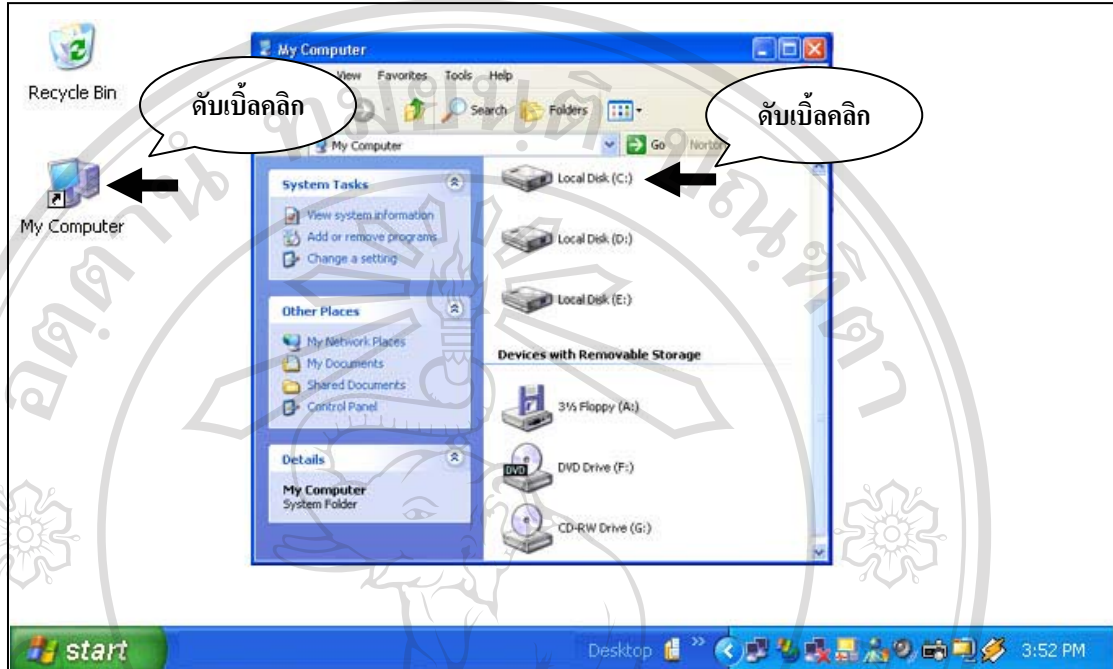 Recycle Bin
My Computer
My Computer
View Favorites Tools Help
Search Folders
My Computer
Go Norton
ดับเบิ้ลคลิก
ดับเบิ้ลคลิก
System Tasks
View system information
Add or remove programs
Change a setting
Other Places
My Network Places
My Documents
Shared Documents
Control Panel
Details
My Computer
System Folder
Local Disk (C:)
Local Disk (D:)
Local Disk (E:)
Devices with Removable Storage
3½ Floppy (A:)
DVD
DVD Drive (F:)
CD-RW Drive (G:)
start
Desktop »
3:52 PM